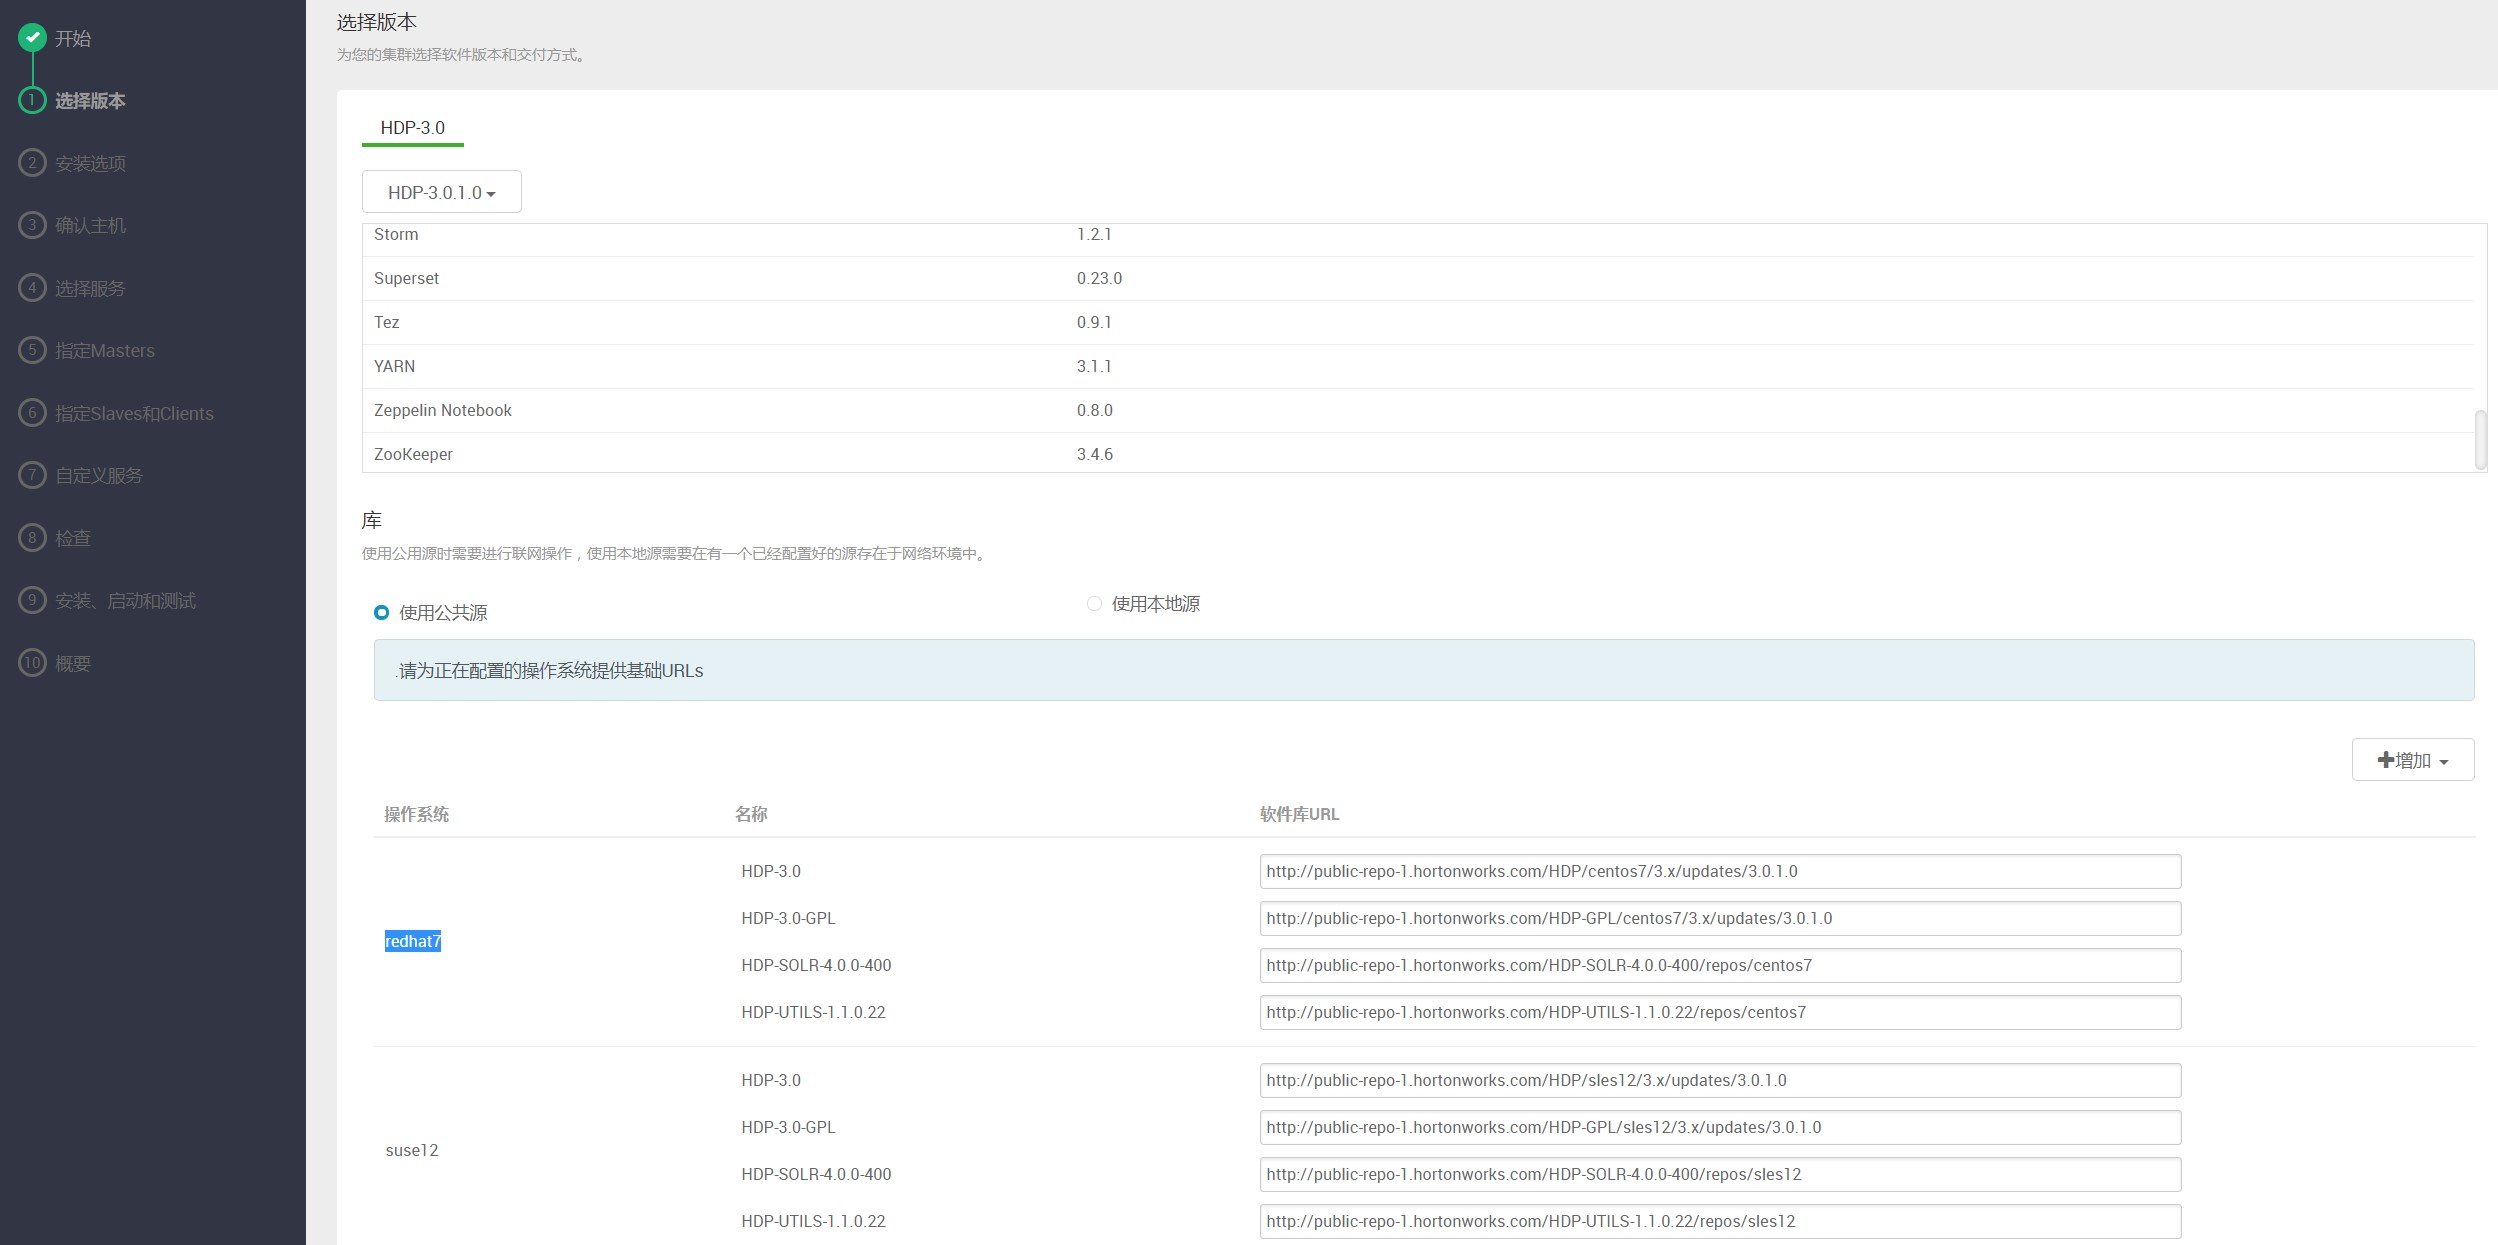 开始
1 选择版本
2 安装选项
3 确认主机
4 选择服务
5 指定Masters
6 指定Slaves和Clients
7 自定义服务
8 检查
9 安装、启动和测试
10 概要
选择版本
为您的集群选择软件版本和交付方式。
HDP-3.0
HDP-3.0.1.0
Storm 1.2.1
Superset 0.23.0
Tez 0.9.1
YARN 3.1.1
Zeppelin Notebook 0.8.0
ZooKeeper 3.4.6
库
使用公用源时需要进行联网操作，使用本地源需要在有一个已经配置好的源存在于网络环境中。
使用公共源 使用本地源
.请为正在配置的操作系统提供基础URLs
增加
操作系统 名称 软件库URL
redhat7
HDP-3.0 http://public-repo-1.hortonworks.com/HDP/centos7/3.x/updates/3.0.1.0
HDP-3.0-GPL http://public-repo-1.hortonworks.com/HDP-GPL/centos7/3.x/updates/3.0.1.0
HDP-SOLR-4.0.0-400 http://public-repo-1.hortonworks.com/HDP-SOLR-4.0.0-400/repos/centos7
HDP-UTILS-1.1.0.22 http://public-repo-1.hortonworks.com/HDP-UTILS-1.1.0.22/repos/centos7
suse12
HDP-3.0 http://public-repo-1.hortonworks.com/HDP/sles12/3.x/updates/3.0.1.0
HDP-3.0-GPL http://public-repo-1.hortonworks.com/HDP-GPL/sles12/3.x/updates/3.0.1.0
HDP-SOLR-4.0.0-400 http://public-repo-1.hortonworks.com/HDP-SOLR-4.0.0-400/repos/sles12
HDP-UTILS-1.1.0.22 http://public-repo-1.hortonworks.com/HDP-UTILS-1.1.0.22/repos/sles12